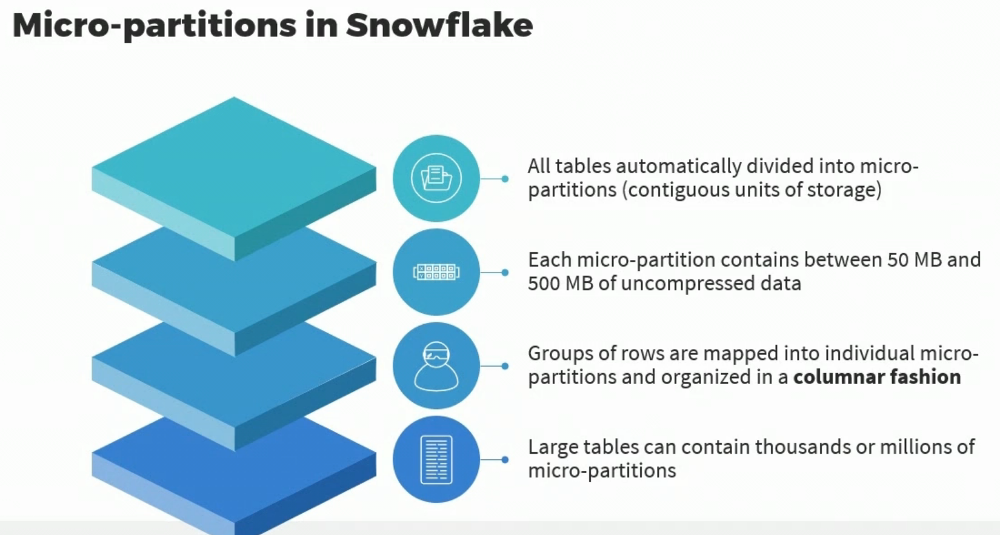 Micro-partitions in Snowflake
All tables automatically divided into micro-
partitions (contiguous units of storage)
Each micro-partition contains between 50 MB and
500 MB of uncompressed data
X
Y
Groups of rows are mapped into individual micro-
partitions and organized in a columnar fashion
Large tables can contain thousands or millions of
micro-partitions